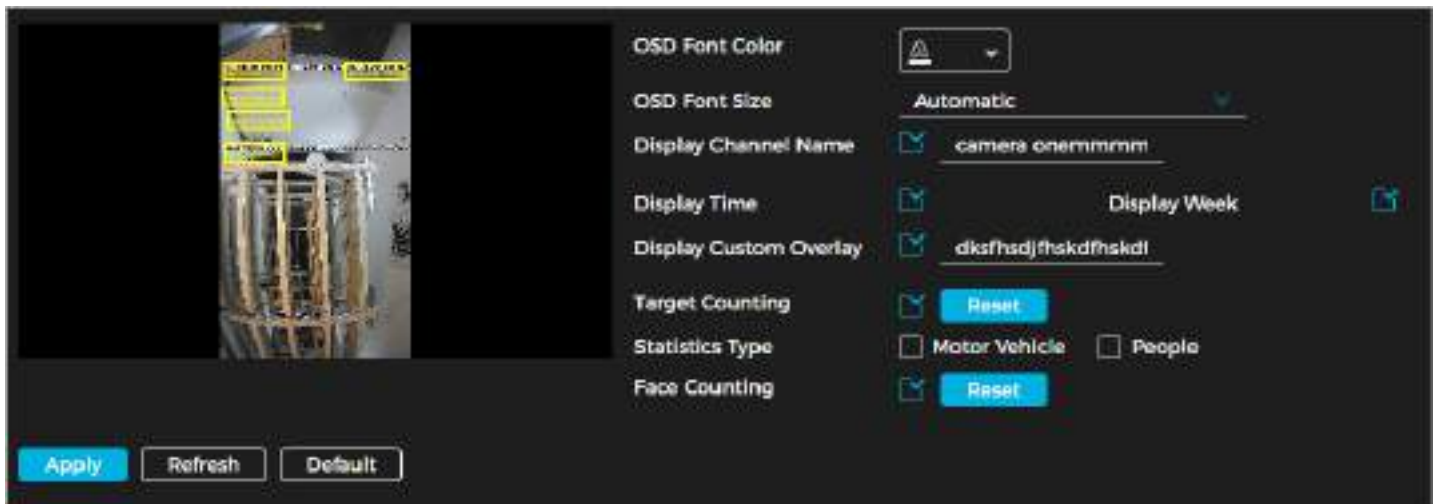 OSD Font Color
OSD Font Size Automatic
Display Channel Name camera onemmmm
Display Time Display Week
Display Custom Overlay dksfhsdjfhskdfhskdf
Target Counting Reset
Statistics Type Motor Vehicle People
Face Counting Reset
Apply Refresh Default